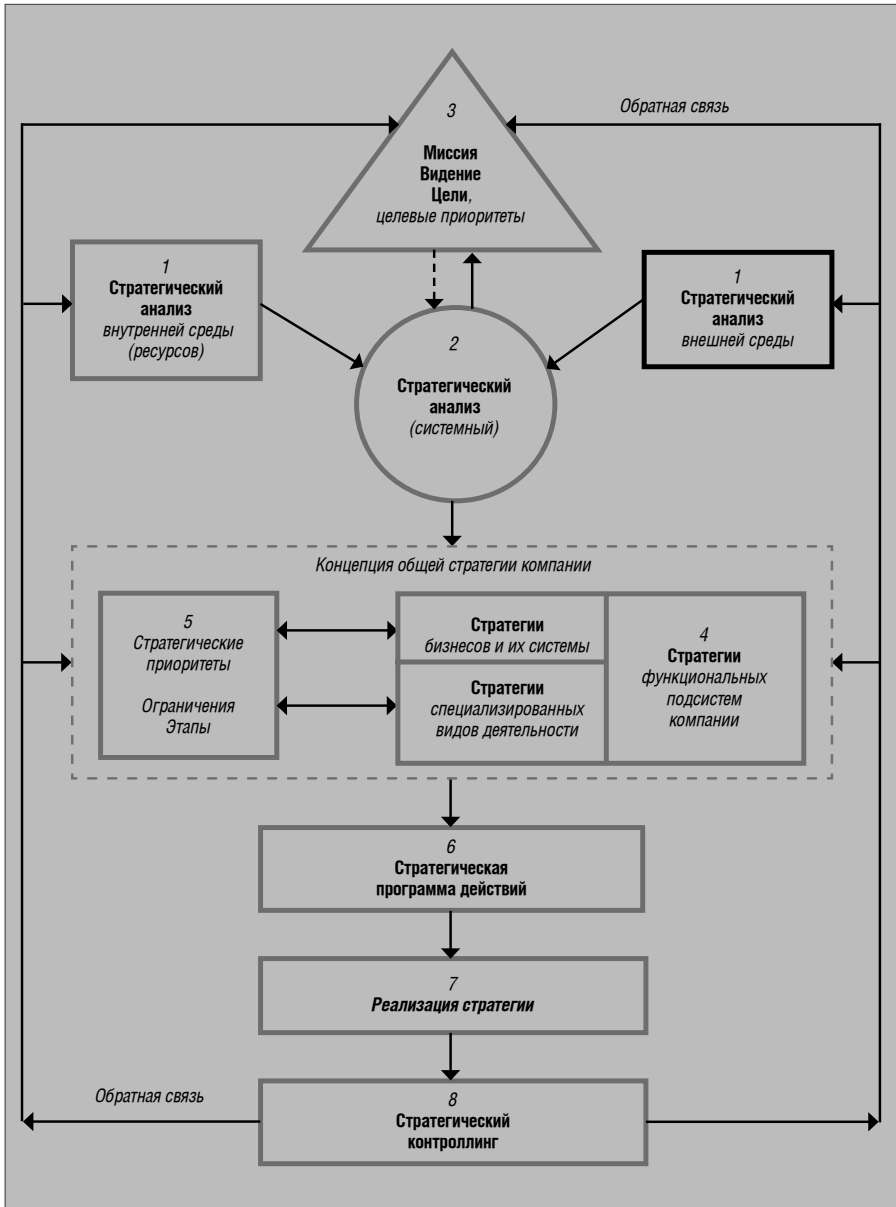 Обратная связь
3
Миссия
Видение
Цели,
целевые приоритеты
1
Стратегический
анализ
внутренней среды
(ресурсов)
1
Стратегический
анализ
внешней среды
2
Стратегический
анализ
(системный)
Концепция общей стратегии компании
5
Стратегические
приоритеты
Ограничения
Этапы
Стратегии
бизнесов и их системы
Стратегии
специализированных
видов деятельности
4
Стратегии
функциональных
подсистем
компании
6
Стратегическая
программа действий
7
Реализация стратегии
Обратная связь
8
Стратегический
контроллинг